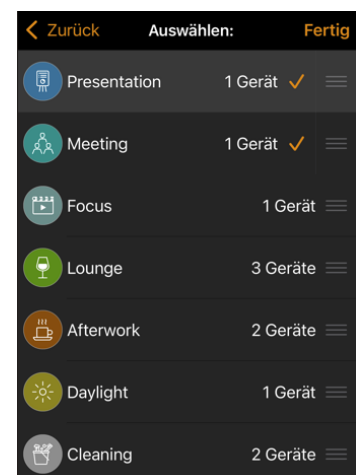 Zurück Auswählen: Fertig
Presentation 1 Gerät
Meeting 1 Gerät
Focus 1 Gerät
Lounge 3 Geräte
Afterwork 2 Geräte
Daylight 1 Gerät
Cleaning 2 Geräte